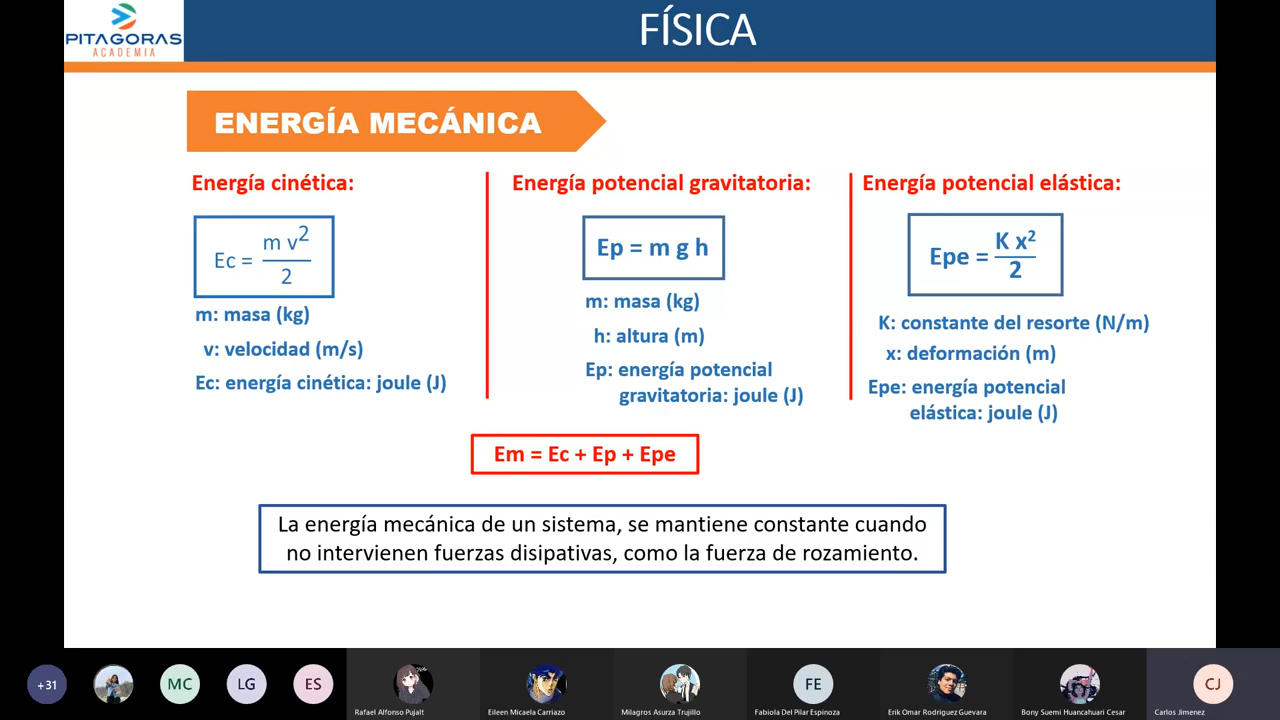 PITAGORAS
ACADEMIA
FÍSICA
ENERGÍA MECÁNICA
Energía cinética:
Ec = m v² / 2
m: masa (kg)
v: velocidad (m/s)
Ec: energía cinética: joule (J)
Energía potencial gravitatoria:
Ep = m g h
m: masa (kg)
h: altura (m)
Ep: energía potencial
gravitatoria: joule (J)
Energía potencial elástica:
Epe = K x² / 2
K: constante del resorte (N/m)
x: deformación (m)
Epe: energía potencial
elástica: joule (J)
Em = Ec + Ep + Epe
La energía mecánica de un sistema, se mantiene constante cuando
no intervienen fuerzas disipativas, como la fuerza de rozamiento.
+31
MC
LG
ES
Rafael Alfonso Pujalt
Eileen Micaela Carriazo
Milagros Asurza Trujillo
FE
Fabiola Del Pilar Espinoza
Erik Omar Rodriguez Guevara
Bony Suemi Huancahuari Cesar
CJ
Carlos Jimenez